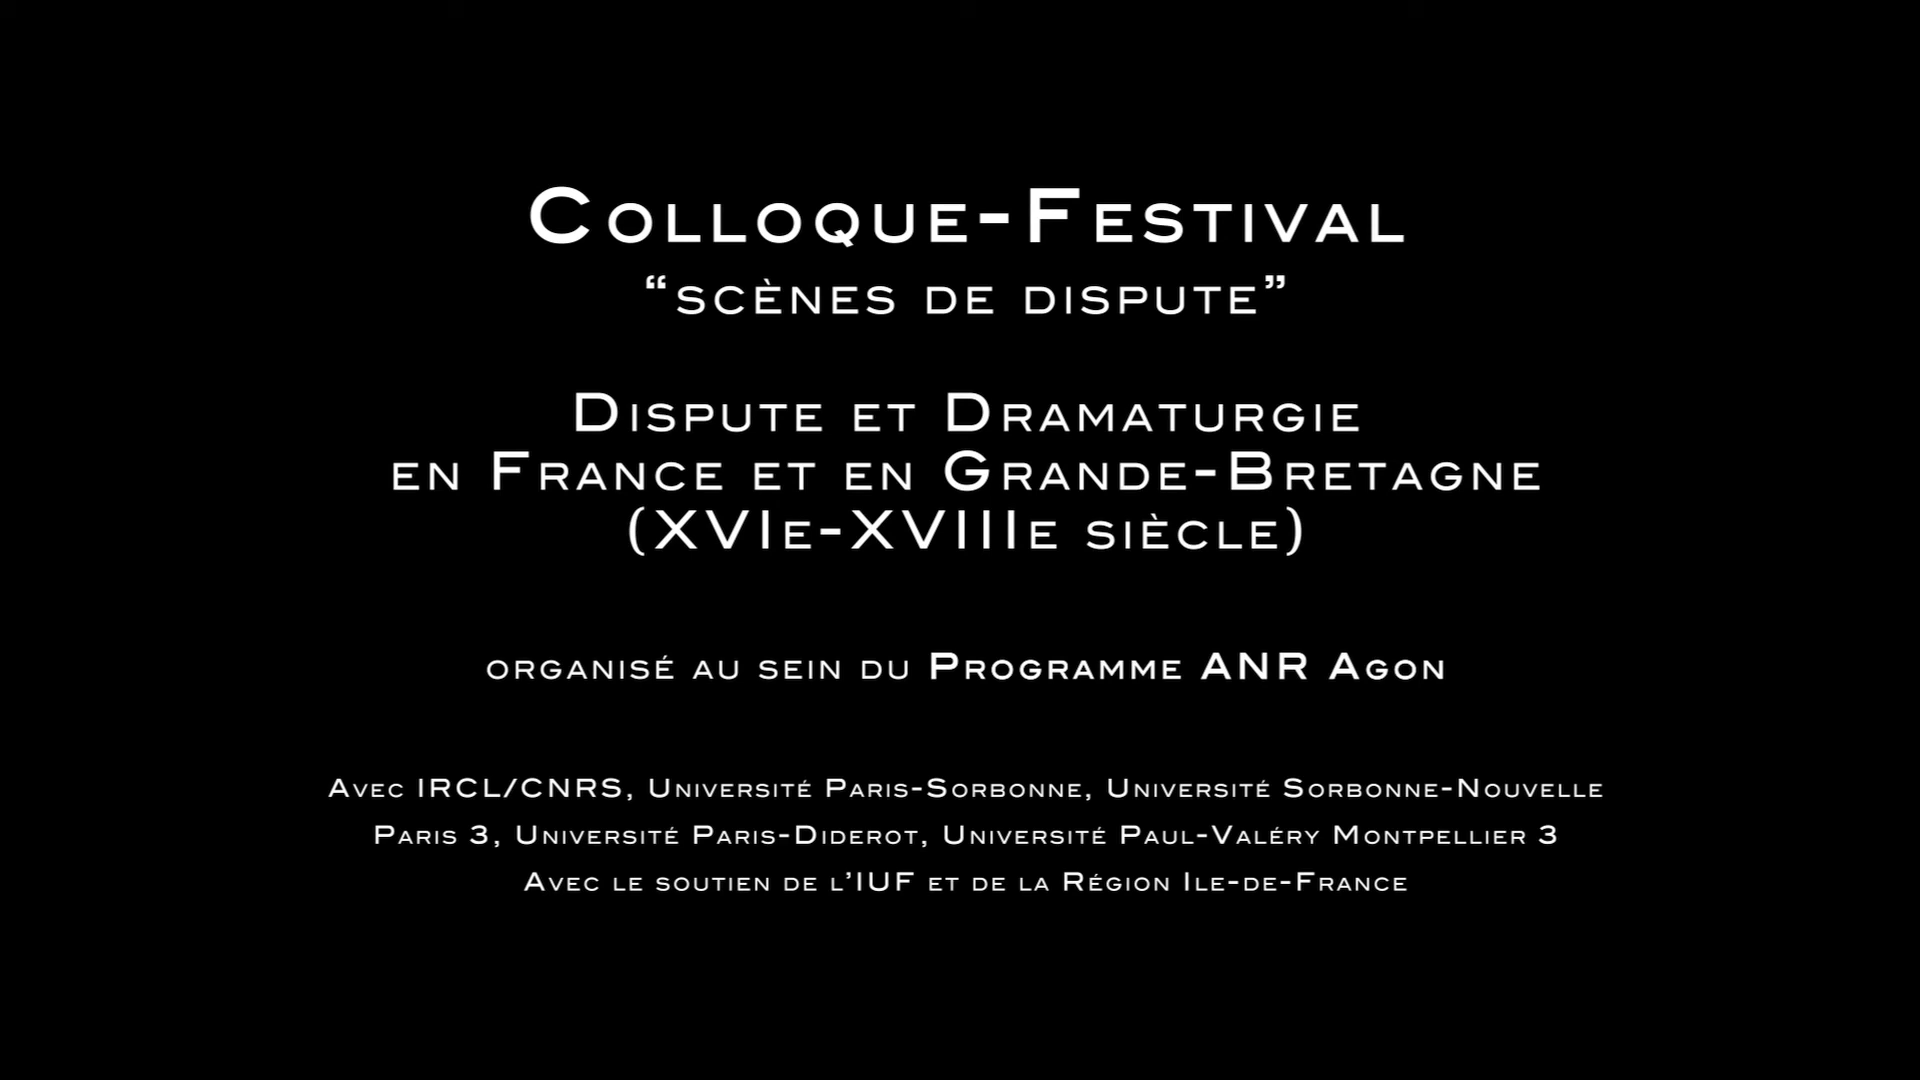 Colloque-Festival
“scènes de dispute”
Dispute et Dramaturgie
en France et en Grande-Bretagne
(XVIe-XVIIIe siècle)
organisé au sein du Programme ANR Agon
Avec IRCL/CNRS, Université Paris-Sorbonne, Université Sorbonne-Nouvelle
Paris 3, Université Paris-Diderot, Université Paul-Valéry Montpellier 3
Avec le soutien de l’IUF et de la Région Ile-de-France